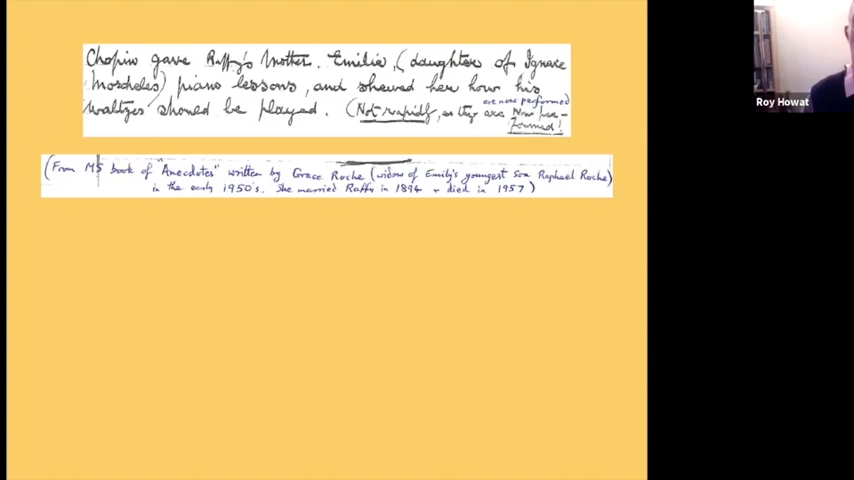 Chopin gave Raffy's Mother. Emilie, (daughter of Ignace
Moscheles) piano lessons, and shewed her how his
are now performed
waltzes should be played. (Not rapidly, as they are Now per-
formed!
(From MS book of "Anecdotes" written by Grace Roche (widow of Emily's youngest son Raphael Roche)
in the early 1950's. She married Raffy in 1894 + died in 1957)
Roy Howat